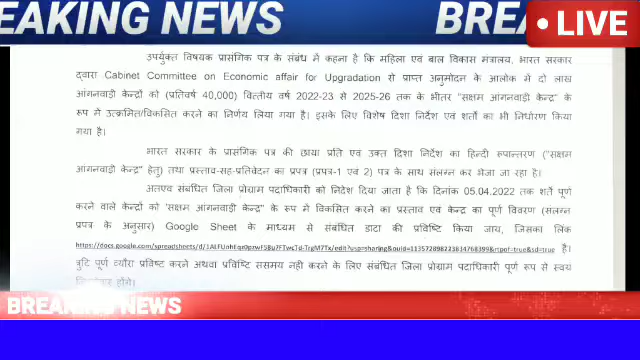 EAKING NEWS
BREA
LIVE
उपर्युक्त विषयक प्रासंगिक पत्र के संबंध में कहना है कि महिला एवं बाल विकास मंत्रालय, भारत सरकार
द्वारा Cabinet Committee on Economic affair for Upgradation से प्राप्त अनुमोदन के आलोक में दो लाख
आंगनवाड़ी केन्द्रों को (प्रतिवर्ष 40,000) वित्तीय वर्ष 2022-23 से 2025-26 तक के भीतर "सक्षम आंगनवाड़ी केन्द्र" के
रूप में उत्क्रमित/विकसित करने का निर्णय लिया गया है। इसके लिए विशेष दिशा निर्देश एवं शर्तों का भी निर्धारण किया
गया है।
भारत सरकार के प्रासंगिक पत्र की छाया प्रति एवं उक्त दिशा निर्देश का हिन्दी रूपान्तरण ("सक्षम
आंगनवाड़ी केन्द्र" हेतु) तथा प्रस्ताव-सह-प्रतिवेदन का प्रपत्र (प्रपत्र-1 एवं 2) पत्र के साथ संलग्न कर भेजा जा रहा है।
अतएव संबंधित जिला प्रोग्राम पदाधिकारी को निदेश दिया जाता है कि दिनांक 05.04.2022 तक शर्तें पूर्ण
करने वाले केन्द्रों को "सक्षम आंगनवाड़ी केन्द्र" के रूप में विकसित करने का प्रस्ताव एवं केन्द्र का पूर्ण विवरण (संलग्न
प्रपत्र के अनुसार) Google Sheet के माध्यम से संबंधित डाटा की प्रविष्टि किया जाय, जिसका लिंक
है।
त्रुटि पूर्ण ब्यौरा प्रविष्ट करने अथवा प्रविष्टि ससमय नहीं करने के लिए संबंधित जिला प्रोग्राम पदाधिकारी पूर्ण रूप से स्वयं
होंगे।
BREAKING NEWS